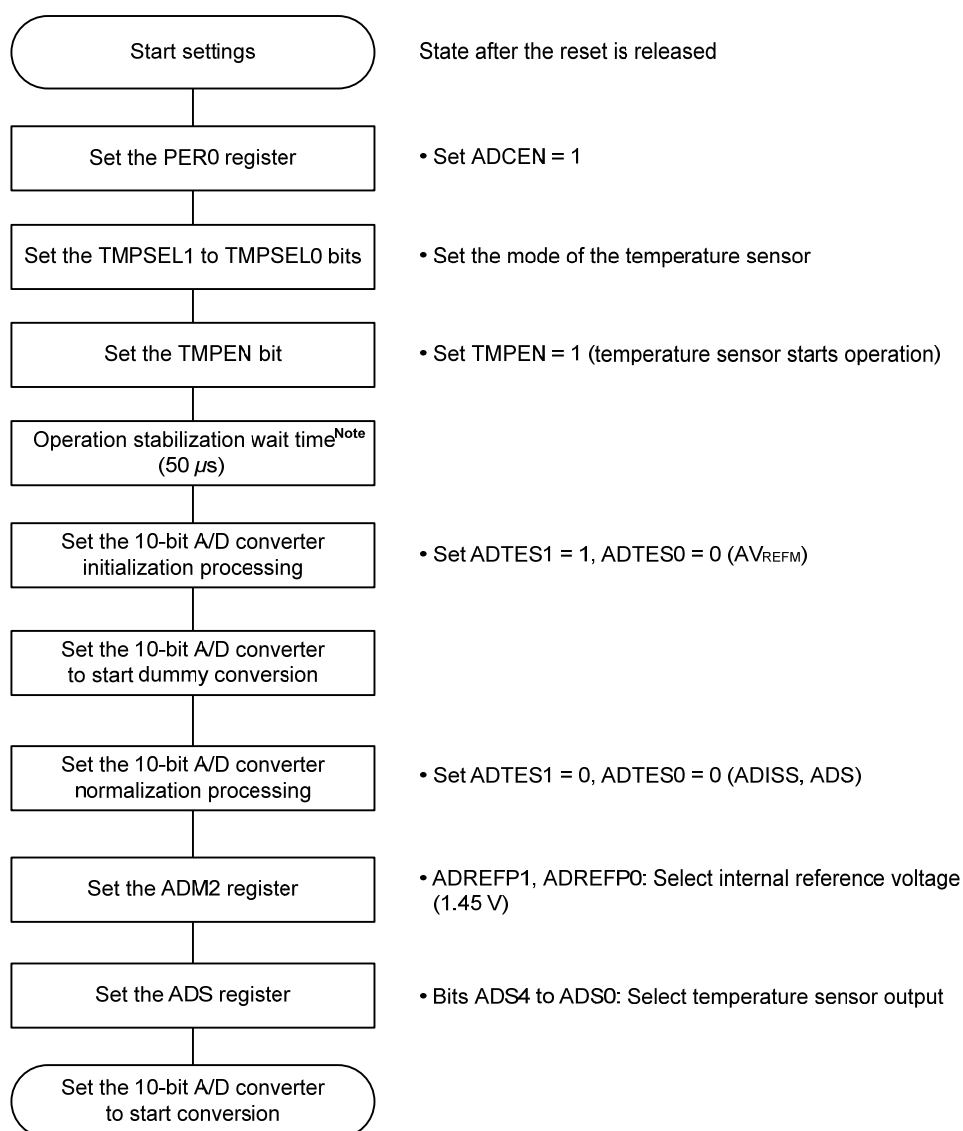 Start settings
State after the reset is released
Set the PER0 register
• Set ADCEN = 1
Set the TMPSEL1 to TMPSEL0 bits
• Set the mode of the temperature sensor
Set the TMPEN bit
• Set TMPEN = 1 (temperature sensor starts operation)
Operation stabilization wait timeNote
(50 µs)
Set the 10-bit A/D converter
initialization processing
• Set ADTES1 = 1, ADTES0 = 0 (AVREFM)
Set the 10-bit A/D converter
to start dummy conversion
Set the 10-bit A/D converter
normalization processing
• Set ADTES1 = 0, ADTES0 = 0 (ADISS, ADS)
Set the ADM2 register
• ADREFP1, ADREFP0: Select internal reference voltage
(1.45 V)
Set the ADS register
• Bits ADS4 to ADS0: Select temperature sensor output
Set the 10-bit A/D converter
to start conversion